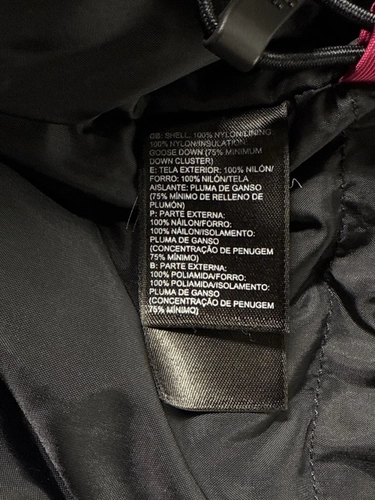 GB: SHELL: 100% NYLON/LINING:
100% NYLON/INSULATION:
GOOSE DOWN (75% MINIMUM
DOWN CLUSTER)
E: TELA EXTERIOR: 100% NILÓN/
FORRO: 100% NILÓN/TELA
AISLANTE: PLUMA DE GANSO
(75% MÍNIMO DE RELLENO DE
PLUMÓN)
P: PARTE EXTERNA:
100% NÁILON/FORRO:
100% NÁILON/ISOLAMENTO:
PLUMA DE GANSO
(CONCENTRAÇÃO DE PENUGEM
75% MÍNIMO)
B: PARTE EXTERNA:
100% POLIAMIDA/FORRO:
100% POLIAMIDA/ISOLAMENTO:
PLUMA DE GANSO
(CONCENTRAÇÃO DE PENUGEM
75% MÍNIMO)